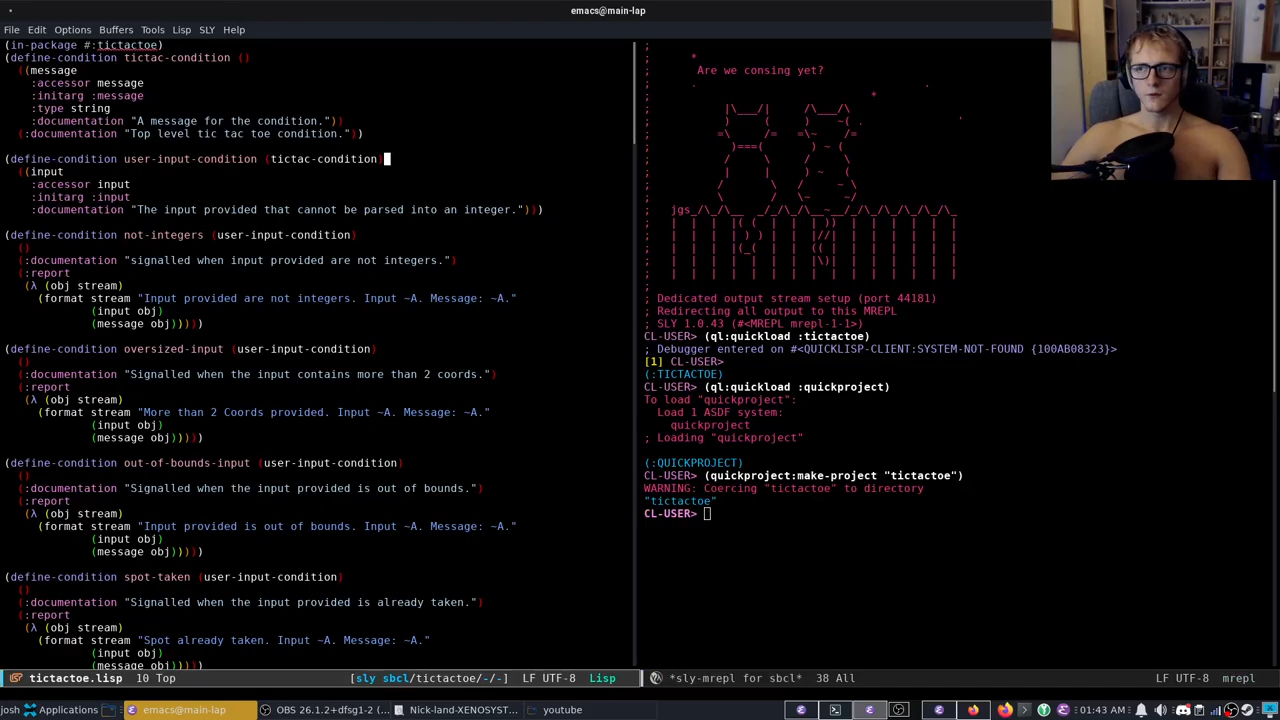 emacs@main-lap
File Edit Options Buffers Tools Lisp SLY Help
(in-package #:tictactoe)
(define-condition tictac-condition ()
((message
:accessor message
:initarg :message
:type string
:documentation "A message for the condition."))
(:documentation "Top level tic tac toe condition."))
(define-condition user-input-condition (tictac-condition)
((input
:accessor input
:initarg :input
:documentation "The input provided that cannot be parsed into an integer.")))
(define-condition not-integers (user-input-condition)
()
(:documentation "signalled when input provided are not integers.")
(:report
(λ (obj stream)
(format stream "Input provided are not integers. Input ~A. Message: ~A."
(input obj)
(message obj)))))
(define-condition oversized-input (user-input-condition)
()
(:documentation "Signalled when the input contains more than 2 coords.")
(:report
(λ (obj stream)
(format stream "More than 2 Coords provided. Input ~A. Message: ~A."
(input obj)
(message obj)))))
(define-condition out-of-bounds-input (user-input-condition)
()
(:documentation "Signalled when the input provided is out of bounds.")
(:report
(λ (obj stream)
(format stream "Input provided is out of bounds. Input ~A. Message: ~A."
(input obj)
(message obj)))))
(define-condition spot-taken (user-input-condition)
()
(:documentation "Signalled when the input provided is already taken.")
(:report
(λ (obj stream)
(format stream "Spot already taken. Input ~A. Message: ~A."
(input obj)
(message obj)))))
tictactoe.lisp 10 Top [sly sbcl/tictactoe/-/-] LF UTF-8 Lisp
; Are we consing yet?
; jgs_/\_/\__ _/_/\_/\__~__/_/\_/\_/\_/\_/\_
; Dedicated output stream setup (port 44181)
; Redirecting all output to this MREPL
; SLY 1.0.43 (#<MREPL mrepl-1-1>)
CL-USER> (ql:quickload :tictactoe)
; Debugger entered on #<QUICKLISP-CLIENT:SYSTEM-NOT-FOUND {100AB08323}>
[1] CL-USER>
(:TICTACTOE)
CL-USER> (ql:quickload :quickproject)
To load "quickproject":
Load 1 ASDF system:
quickproject
; Loading "quickproject"
(:QUICKPROJECT)
CL-USER> (quickproject:make-project "tictactoe")
WARNING: Coercing "tictactoe" to directory
"tictactoe"
CL-USER>
*sly-mrepl for sbcl* 38 All LF UTF-8 mrepl
josh Applications emacs@main-lap OBS 26.1.2+dfsg1-2 (... Nick-land-XENOSYST... youtube 01:43 AM